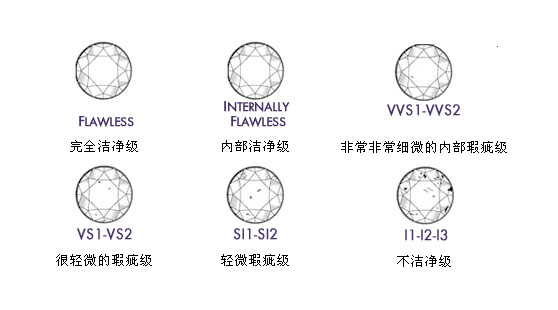 FLAWLESS
完全洁净级
INTERNALLY
FLAWLESS
内部洁净级
VVS1-VVS2
非常非常细微的内部瑕疵级
VS1-VS2
很轻微的瑕疵级
SI1-SI2
轻微瑕疵级
I1-I2-I3
不洁净级